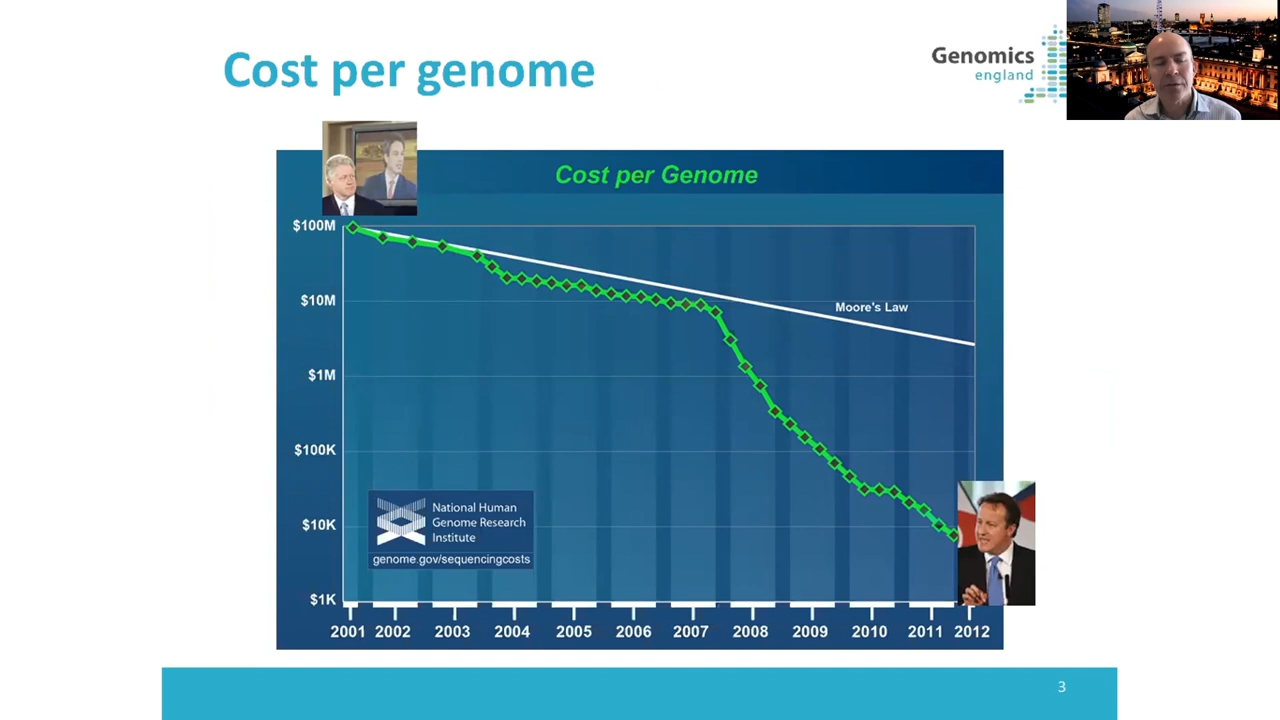 Cost per genome
Genomics
england
Cost per Genome
$100M
$10M
$1M
$100K
$10K
$1K
Moore's Law
National Human
Genome Research
Institute
genome.gov/sequencingcosts
2001 2002 2003 2004 2005 2006 2007 2008 2009 2010 2011 2012
3